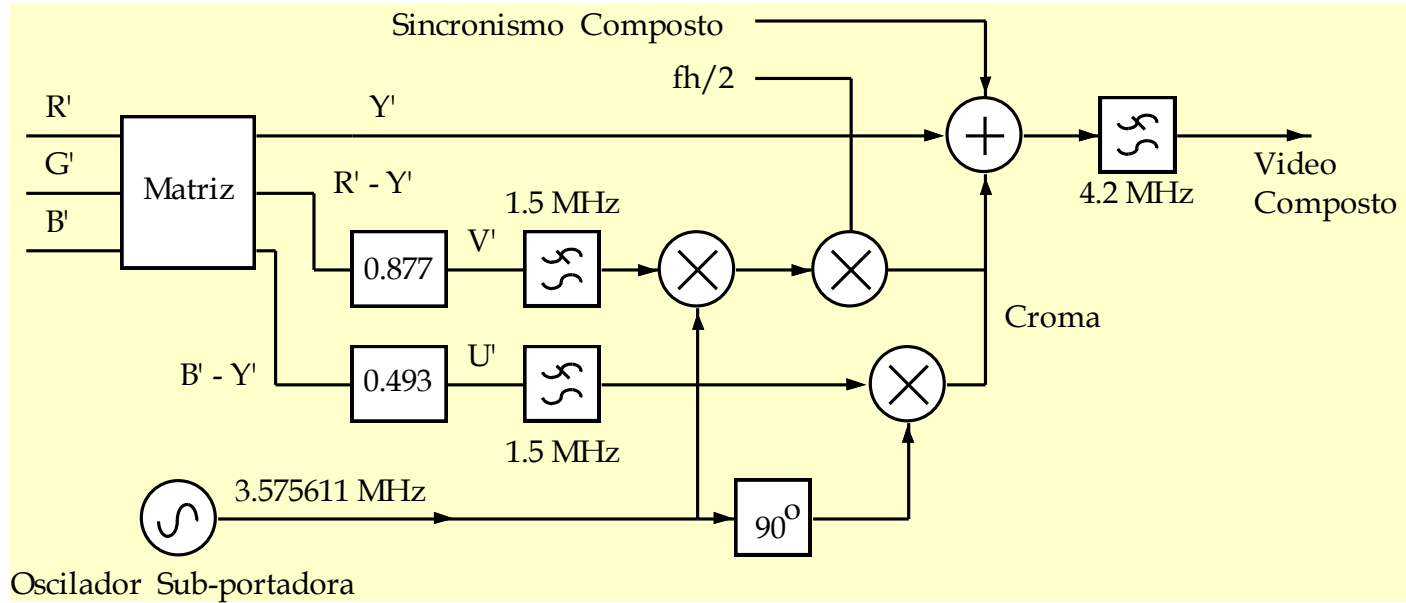 Sincronismo Composto
fh/2
R'
Y'
G'
Matriz
R' - Y'
B'
1.5 MHz
4.2 MHz
Video
Composto
0.877
V'
Croma
B' - Y'
0.493
U'
1.5 MHz
3.575611 MHz
90º
Oscilador Sub-portadora